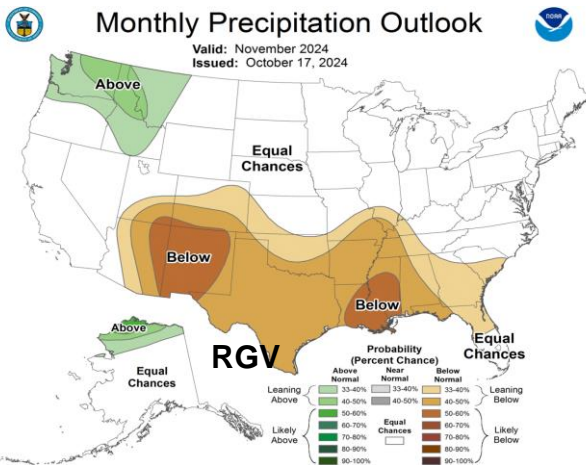 Monthly Precipitation Outlook
Valid: November 2024
Issued: October 17, 2024
NOAA
Above
Equal
Chances
Below
Below
Equal
Chances
Above
Equal
Chances
RGV
Probability
(Percent Chance)
Above
Normal
Near
Normal
Below
Normal
Leaning
Above
33-40%
40-50%
33-40%
40-50%
33-40%
40-50%
Leaning
Below
Likely
Above
50-60%
60-70%
70-80%
80-90%
90-100%
Equal
Chances
50-60%
60-70%
70-80%
80-90%
90-100%
Likely
Below